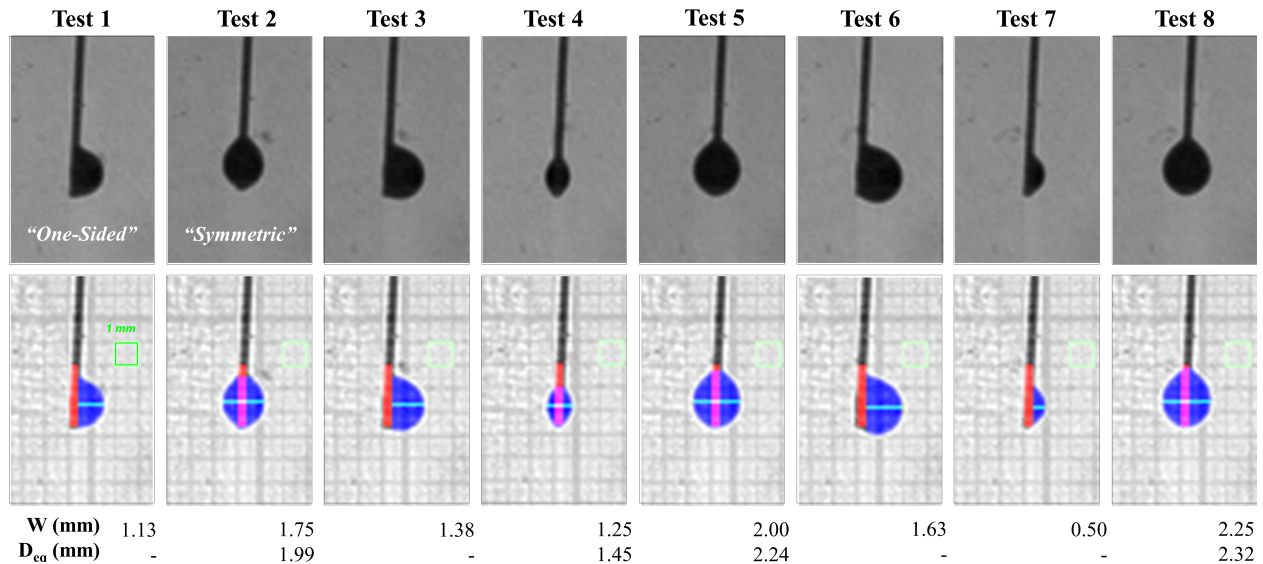 Test 1 Test 2 Test 3 Test 4 Test 5 Test 6 Test 7 Test 8
“One-Sided” “Symmetric”
1 mm
W (mm) 1.13 1.75 1.38 1.25 2.00 1.63 0.50 2.25
Deq (mm) - 1.99 - 1.45 2.24 - - 2.32